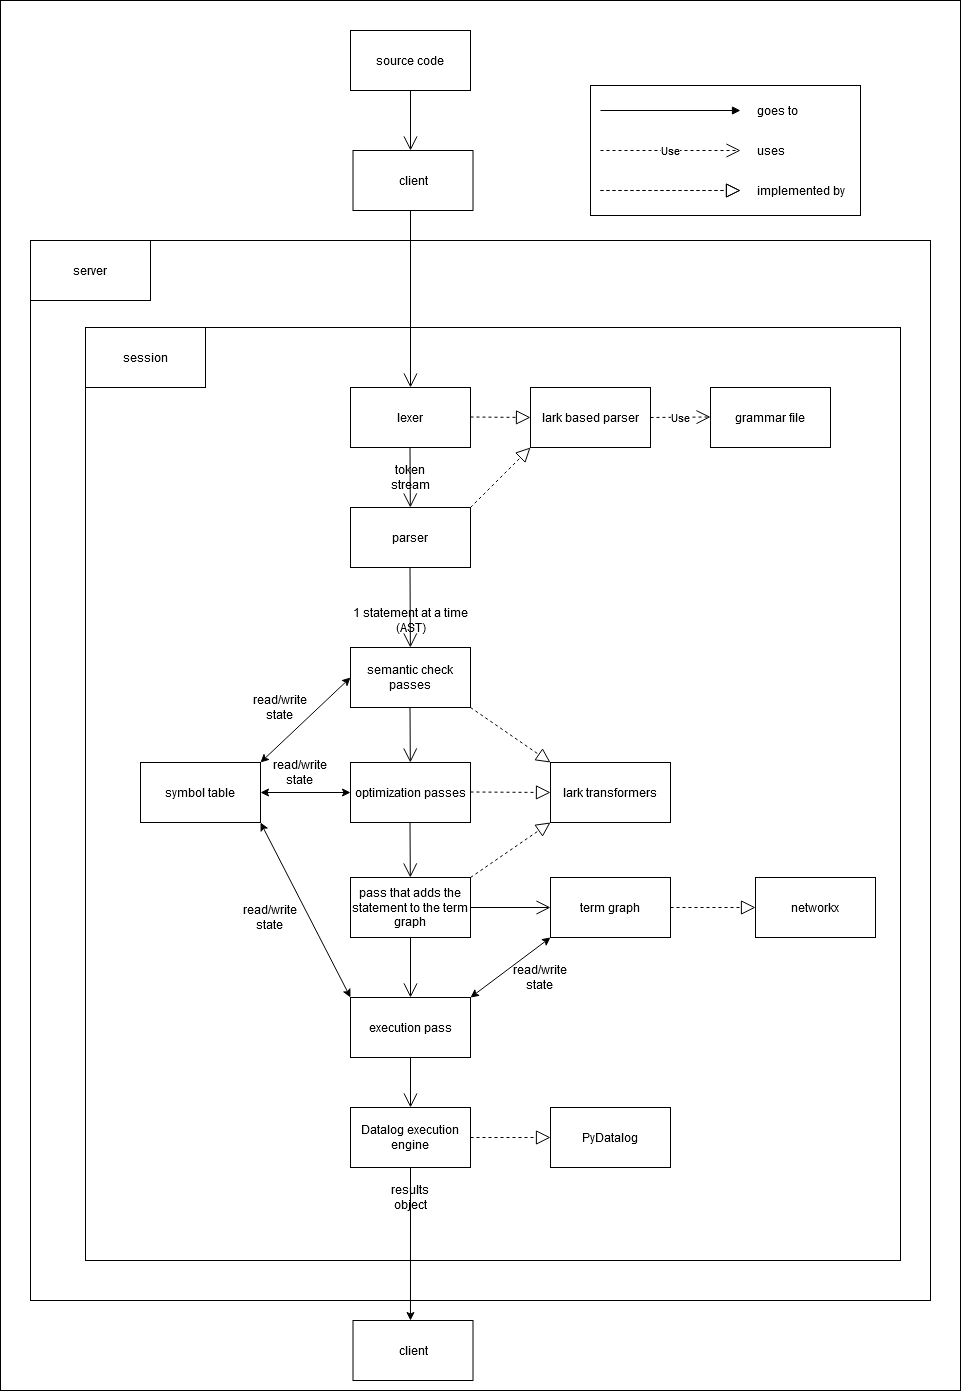 source code
goes to
Use
uses
implemented by
client
server
session
lexer
lark based parser
Use
grammar file
token
stream
parser
1 statement at a time
(AST)
semantic check
passes
read/write
state
read/write
state
symbol table
optimization passes
lark transformers
pass that adds the
statement to the term
graph
term graph
networkx
read/write
state
read/write
state
execution pass
Datalog execution
engine
PyDatalog
results
object
client